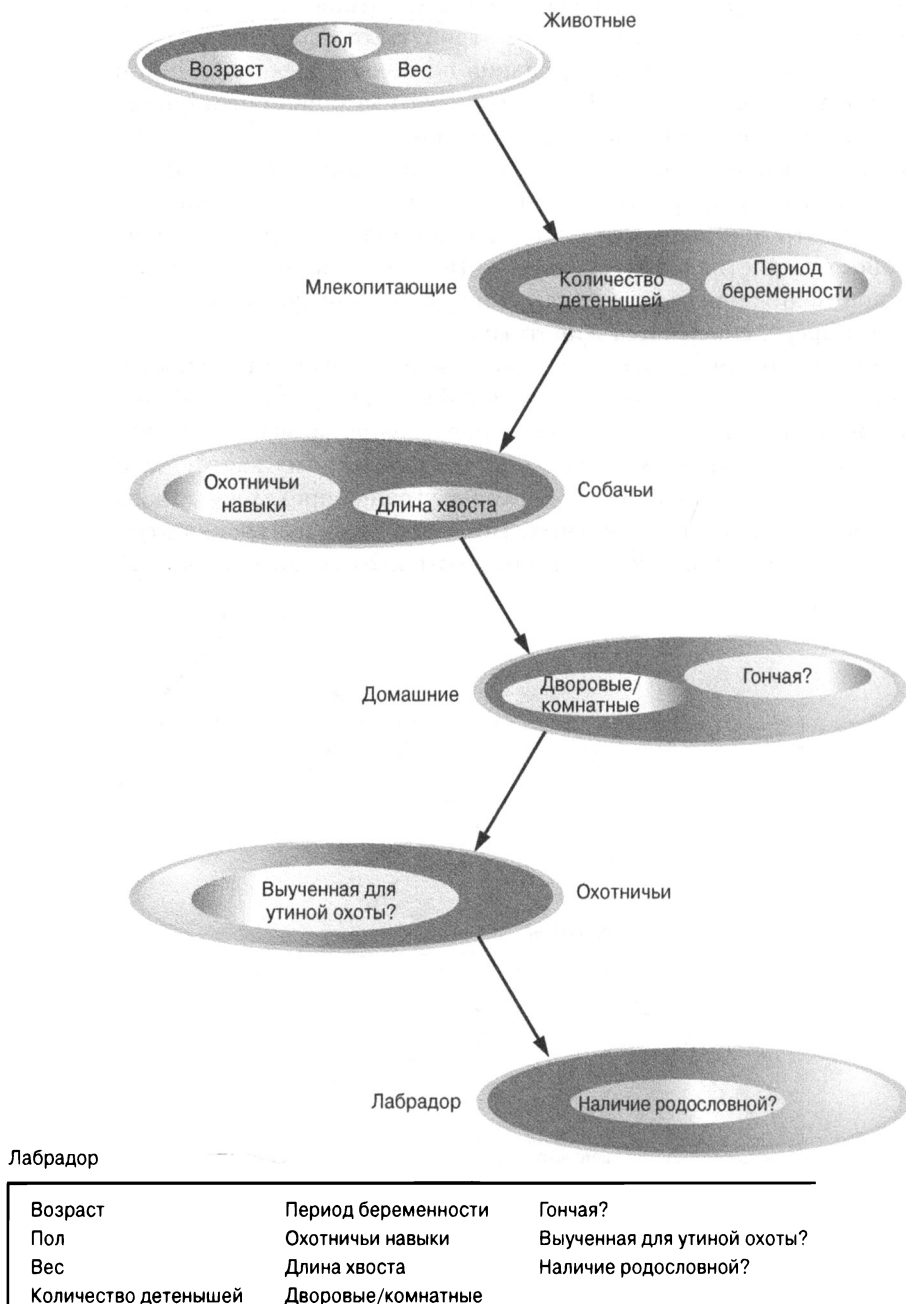 Животные
Пол
Возраст
Вес
Млекопитающие
Количество
детенышей
Период
беременности
Охотничьи
навыки
Длина хвоста
Собачьи
Домашние
Дворовые/
комнатные
Гончая?
Выученная для
утиной охоты?
Охотничьи
Лабрадор
Наличие родословной?
Лабрадор
Возраст Период беременности Гончая?
Пол Охотничьи навыки Выученная для утиной охоты?
Вес Длина хвоста Наличие родословной?
Количество детенышей Дворовые/комнатные